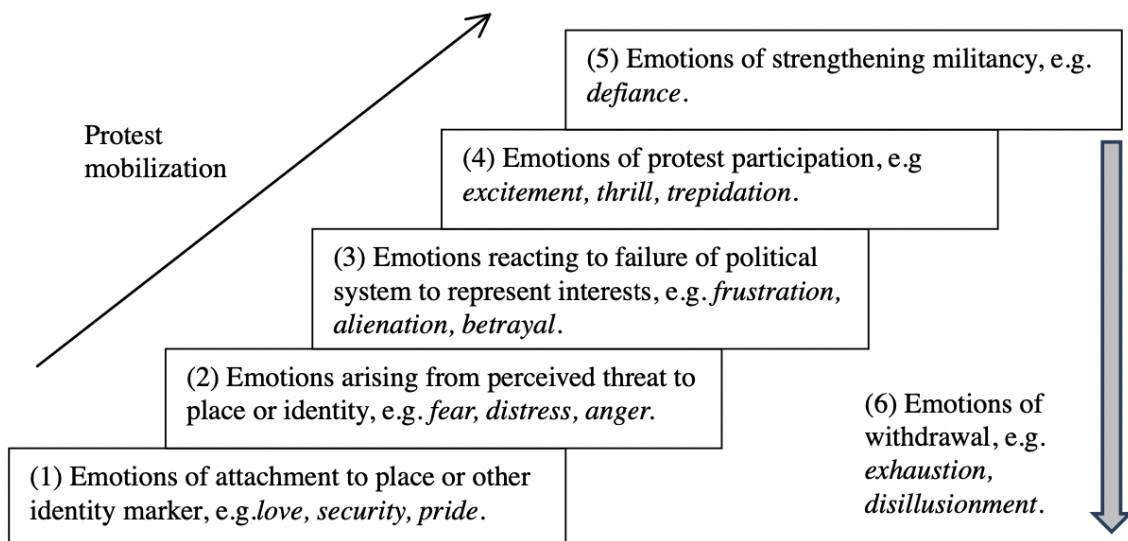 Protest
mobilization
(5) Emotions of strengthening militancy, e.g.
defiance.
(4) Emotions of protest participation, e.g
excitement, thrill, trepidation.
(3) Emotions reacting to failure of political
system to represent interests, e.g. frustration,
alienation, betrayal.
(2) Emotions arising from perceived threat to
place or identity, e.g. fear, distress, anger.
(1) Emotions of attachment to place or other
identity marker, e.g.love, security, pride.
(6) Emotions of
withdrawal, e.g.
exhaustion,
disillusionment.